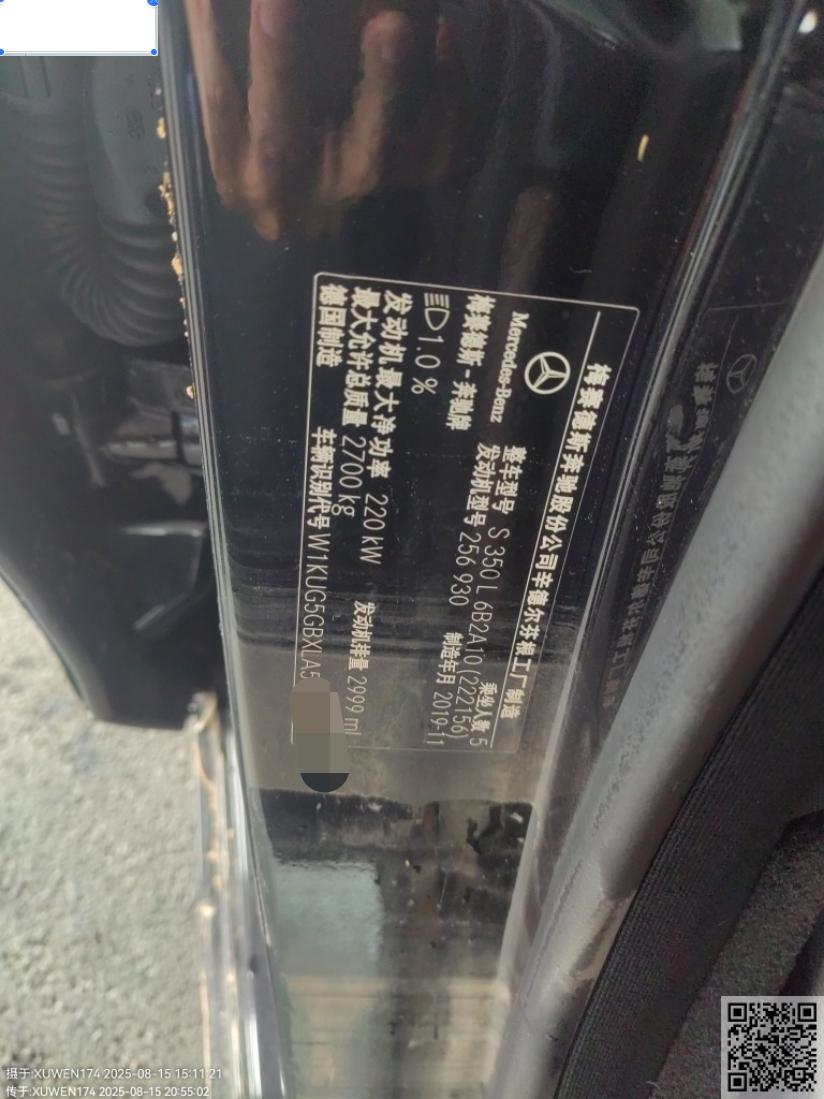 梅赛德斯奔驰股份公司辛德尔芬根工厂制造
Mercedes-Benz
梅赛德斯-奔驰牌
整车型号 S 350 L 6B2A10(222156)
发动机型号 256 930
乘坐人数 5
制造年月 2019-11
1.0 %
发动机最大净功率 220 kW
发动机排量 2999 ml
最大允许总质量 2700 kg
德国制造
车辆识别代号 W1KUG5GBXLA5
摄于:XUWEN174 2025-08-15 15:11:21
传于:XUWEN174 2025-08-15 20:55:02